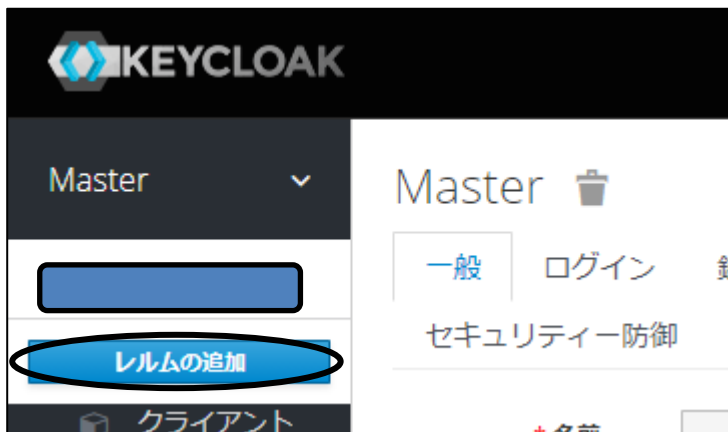 KEYCLOAK
Master
Master
一般 ログイン
セキュリティー防御
レルムの追加
クライアント
* 名前